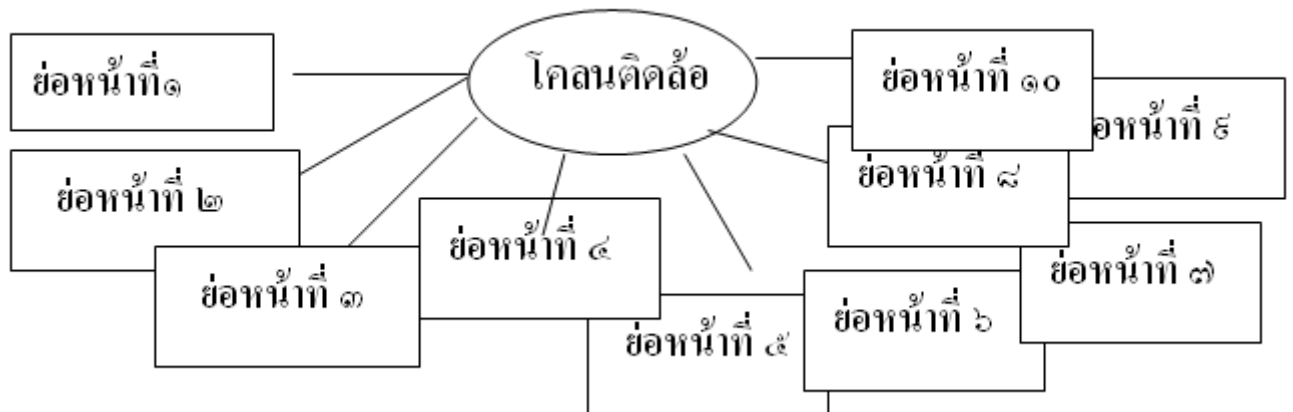 โคลนติดล้อ
ย่อหน้าที่๑
ย่อหน้าที่ ๒
ย่อหน้าที่ ๓
ย่อหน้าที่ ๔
ย่อหน้าที่ ๕
ย่อหน้าที่ ๖
ย่อหน้าที่ ๗
ย่อหน้าที่ ๘
อหน้าที่ ๙
ย่อหน้าที่ ๑๐